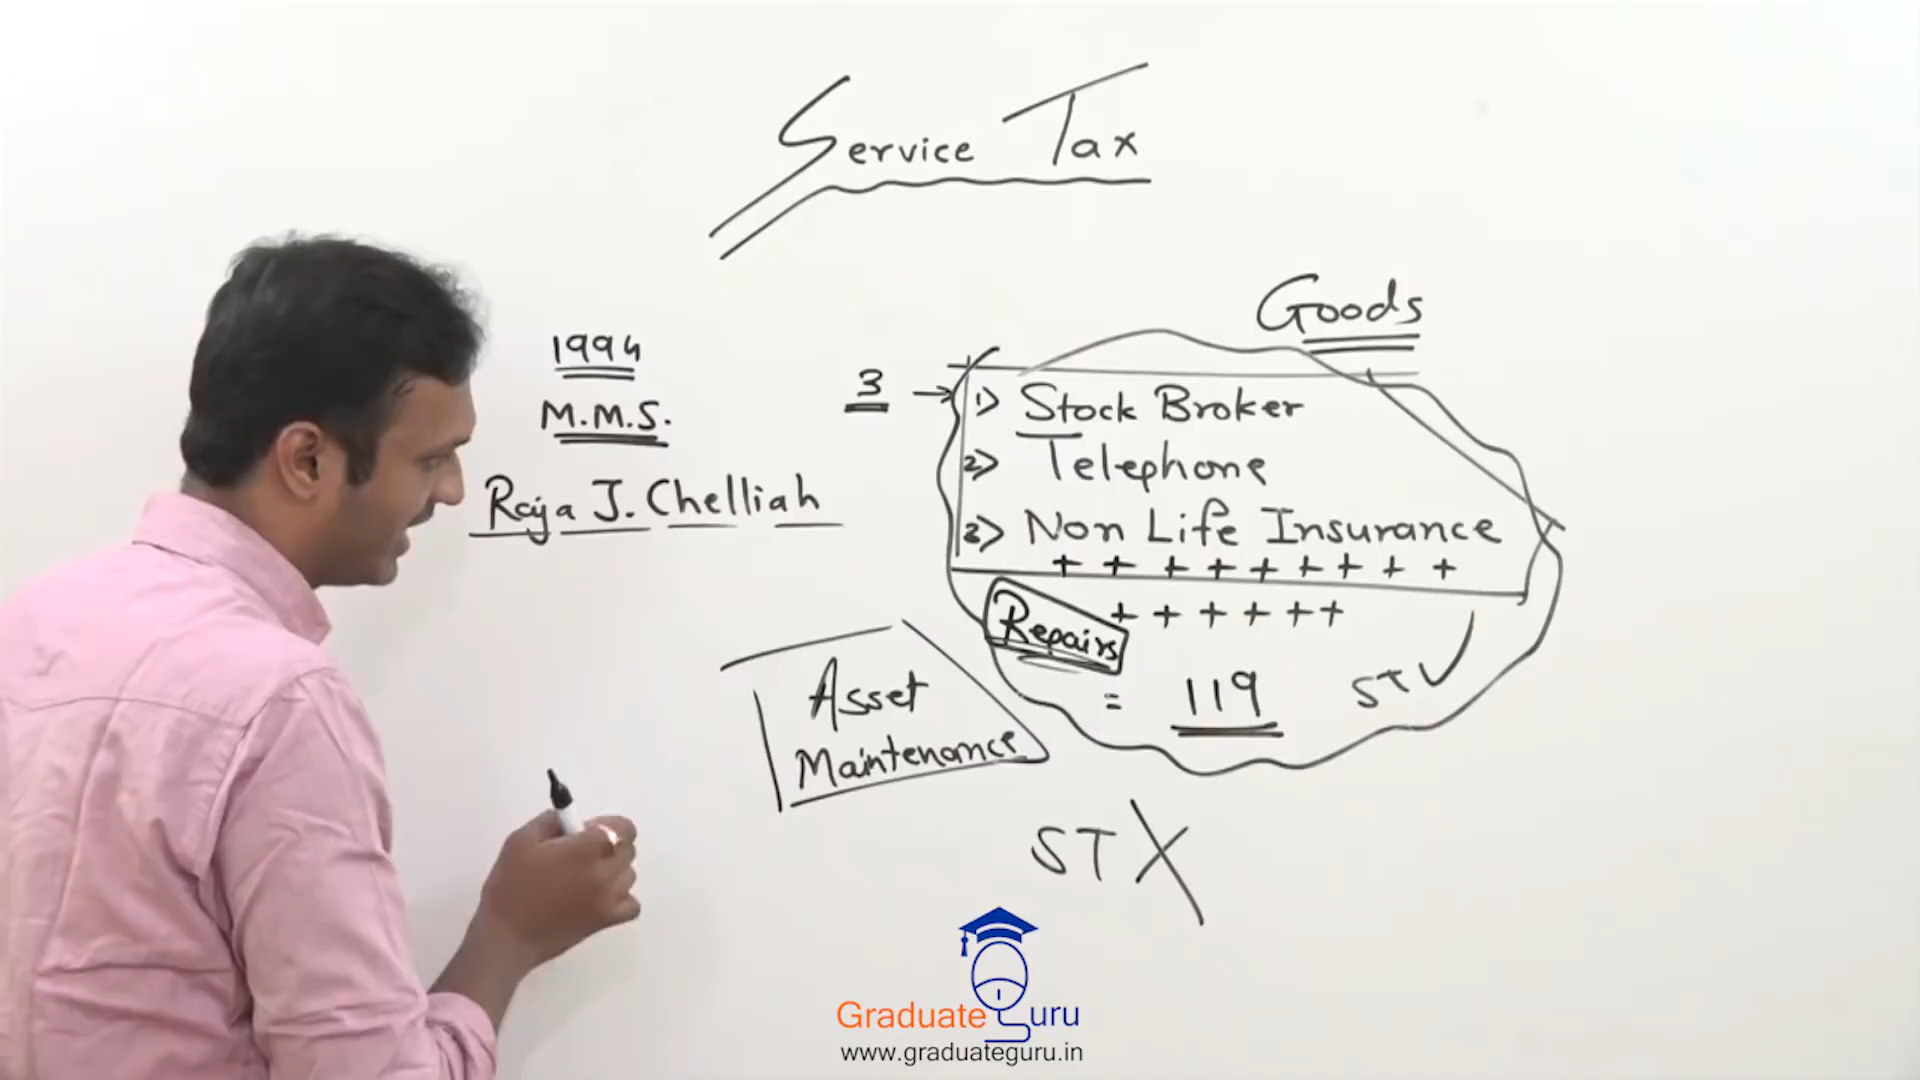 Service Tax
Goods
1994
M.M.S.
Raja J. Chelliah
3 →
1> Stock Broker
2> Telephone
3> Non Life Insurance
+ + + + + + + + +
Repairs + + + + + +
= 119 ST ✓
Asset
Maintenance
ST X
Graduate Guru
www.graduateguru.in